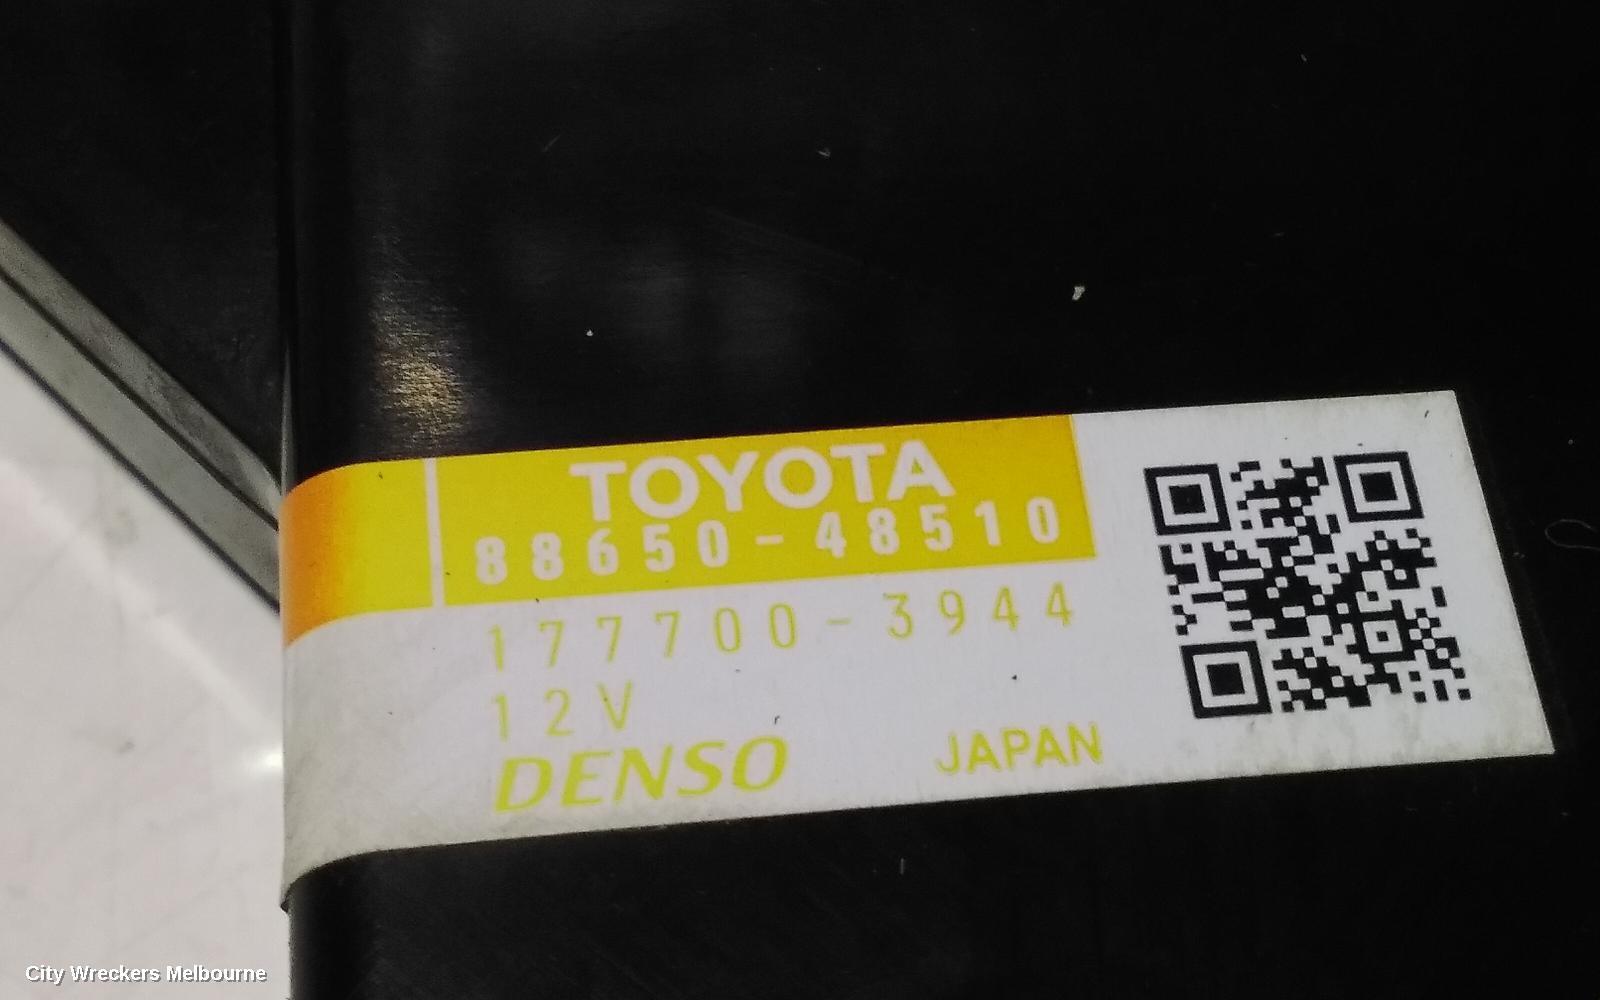 TOYOTA
88650-48510
177700-3944
12V
DENSO JAPAN
City Wreckers Melbourne